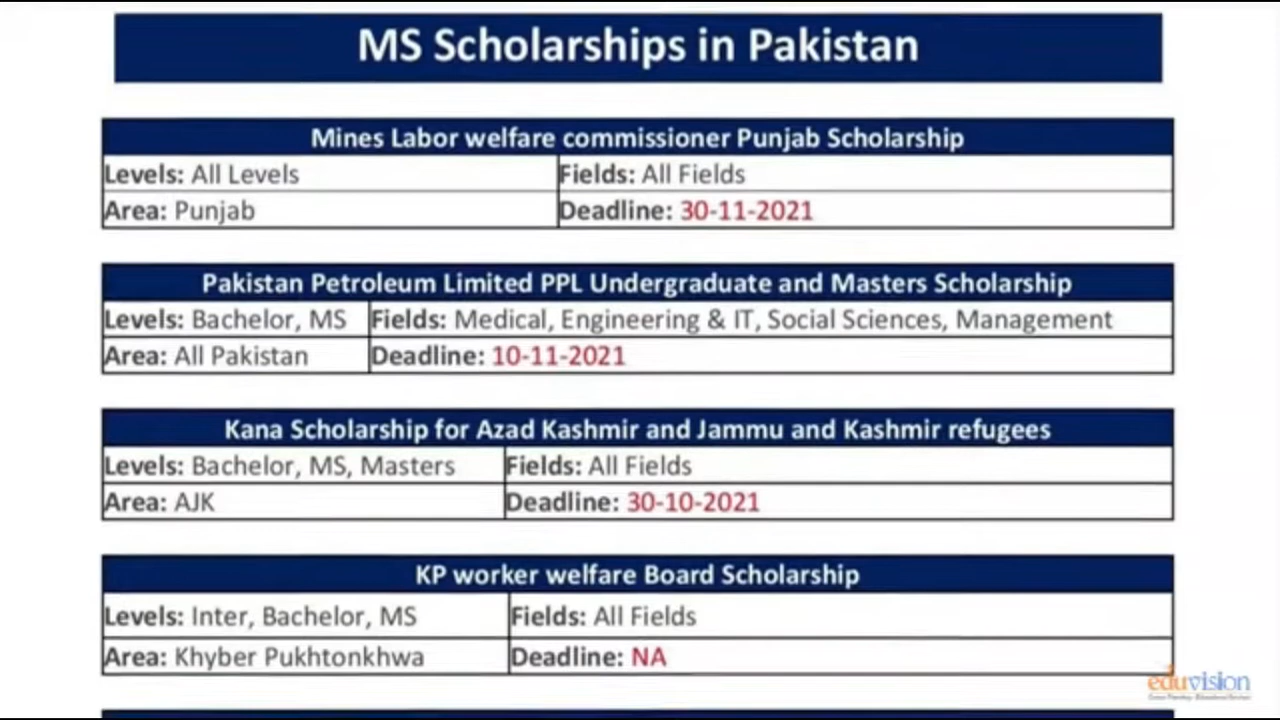 MS Scholarships in Pakistan
Mines Labor welfare commissioner Punjab Scholarship
Levels: All Levels
Fields: All Fields
Area: Punjab
Deadline: 30-11-2021
Pakistan Petroleum Limited PPL Undergraduate and Masters Scholarship
Levels: Bachelor, MS
Fields: Medical, Engineering & IT, Social Sciences, Management
Area: All Pakistan
Deadline: 10-11-2021
Kana Scholarship for Azad Kashmir and Jammu and Kashmir refugees
Levels: Bachelor, MS, Masters
Fields: All Fields
Area: AJK
Deadline: 30-10-2021
KP worker welfare Board Scholarship
Levels: Inter, Bachelor, MS
Fields: All Fields
Area: Khyber Pukhtonkhwa
Deadline: NA
eduvision